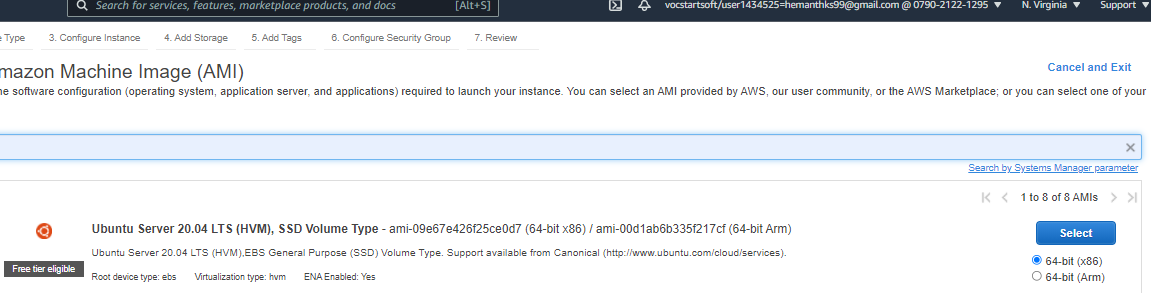 Search for services, features, marketplace products, and docs [Alt+S] vocstartsoft/user1434525=hemanthks99@gmail.com @ 0790-2122-1295 N. Virginia Support
e Type 3. Configure Instance 4. Add Storage 5. Add Tags 6. Configure Security Group 7. Review
mazon Machine Image (AMI) Cancel and Exit
he software configuration (operating system, application server, and applications) required to launch your instance. You can select an AMI provided by AWS, our user community, or the AWS Marketplace; or you can select one of your
Search by Systems Manager parameter
1 to 8 of 8 AMIs
Ubuntu Server 20.04 LTS (HVM), SSD Volume Type - ami-09e67e426f25ce0d7 (64-bit x86) / ami-00d1ab6b335f217cf (64-bit Arm) Select
Ubuntu Server 20.04 LTS (HVM),EBS General Purpose (SSD) Volume Type. Support available from Canonical (http://www.ubuntu.com/cloud/services).
64-bit (x86)
Free tier eligible
Root device type: ebs Virtualization type: hvm ENA Enabled: Yes 64-bit (Arm)